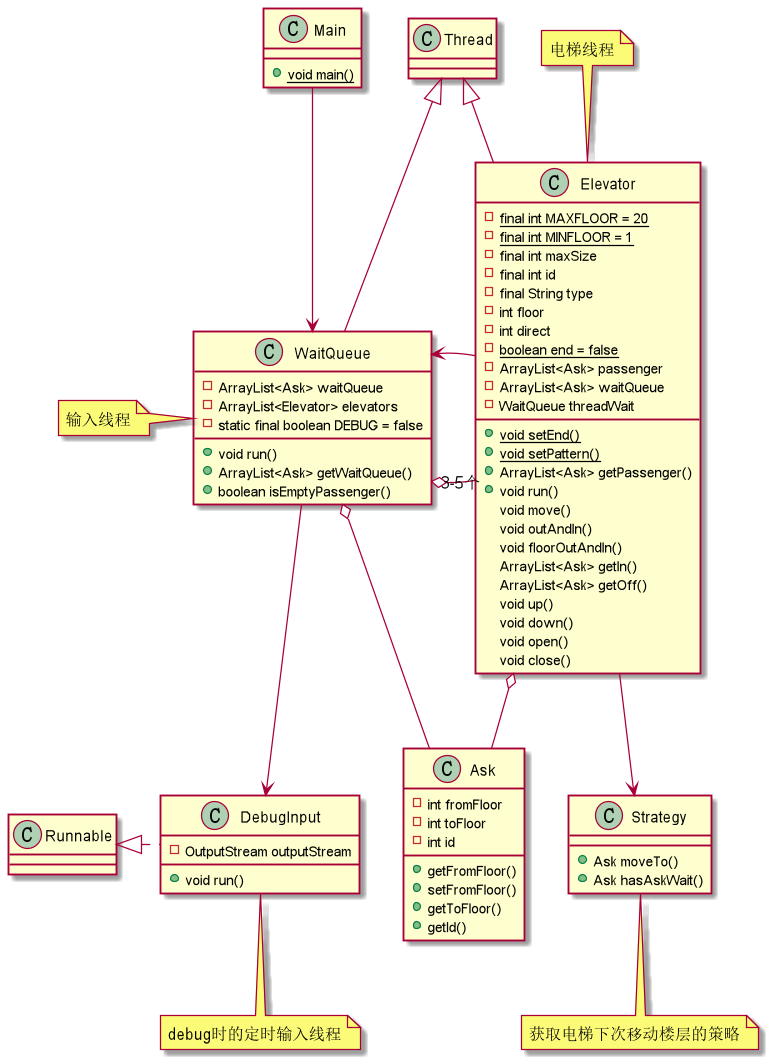 C Main
void main()
C Thread
电梯线程
C Elevator
final int MAXFLOOR = 20
final int MINFLOOR = 1
final int maxSize
final int id
final String type
int floor
int direct
boolean end = false
ArrayList<Ask> passenger
ArrayList<Ask> waitQueue
WaitQueue threadWait
void setEnd()
void setPattern()
ArrayList<Ask> getPassenger()
void run()
void move()
void outAndIn()
void floorOutAndIn()
ArrayList<Ask> getIn()
ArrayList<Ask> getOff()
void up()
void down()
void open()
void close()
C WaitQueue
ArrayList<Ask> waitQueue
ArrayList<Elevator> elevators
static final boolean DEBUG = false
void run()
ArrayList<Ask> getWaitQueue()
boolean isEmptyPassenger()
输入线程
3-5个
C Runnable
C DebugInput
OutputStream outputStream
void run()
C Ask
int fromFloor
int toFloor
int id
getFromFloor()
setFromFloor()
getToFloor()
getId()
C Strategy
Ask moveTo()
Ask hasAskWait()
debug时的定时输入线程
获取电梯下次移动楼层的策略